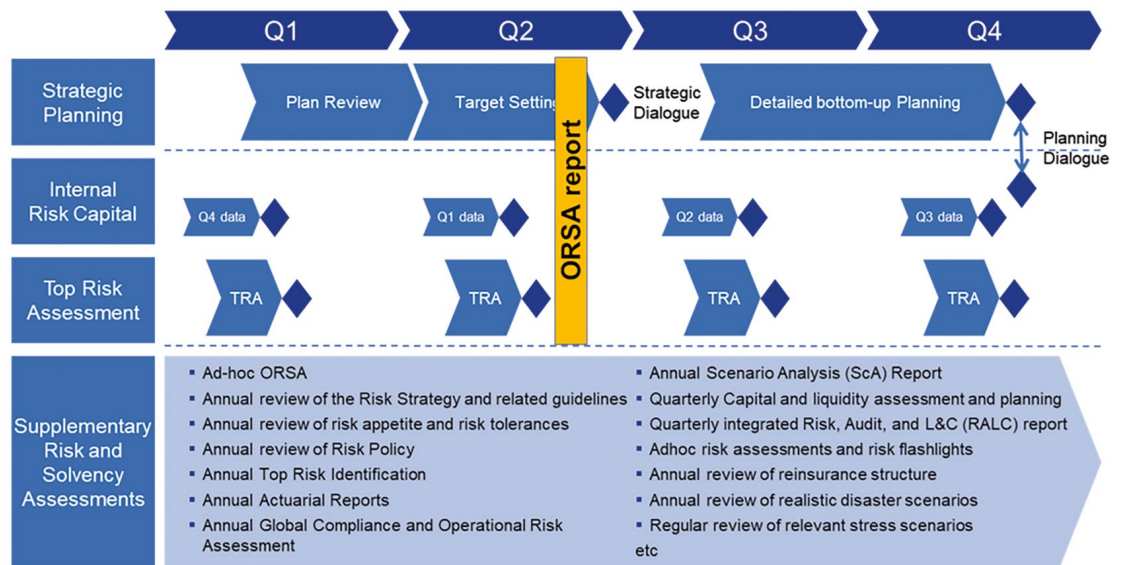 Q1
Q2
Q3
Q4
Strategic
Planning
Plan Review
Target Setting
Strategic
Dialogue
Detailed bottom-up Planning
Planning
Dialogue
ORSA report
Internal
Risk Capital
Q4 data
Q1 data
Q2 data
Q3 data
Top Risk
Assessment
TRA
TRA
TRA
TRA
Supplementary
Risk and
Solvency
Assessments
▪ Ad-hoc ORSA
▪ Annual review of the Risk Strategy and related guidelines
▪ Annual review of risk appetite and risk tolerances
▪ Annual review of Risk Policy
▪ Annual Top Risk Identification
▪ Annual Actuarial Reports
▪ Annual Global Compliance and Operational Risk
Assessment
▪ Annual Scenario Analysis (ScA) Report
▪ Quarterly Capital and liquidity assessment and planning
▪ Quarterly integrated Risk, Audit, and L&C (RALC) report
▪ Adhoc risk assessments and risk flashlights
▪ Annual review of reinsurance structure
▪ Annual review of realistic disaster scenarios
▪ Regular review of relevant stress scenarios
etc